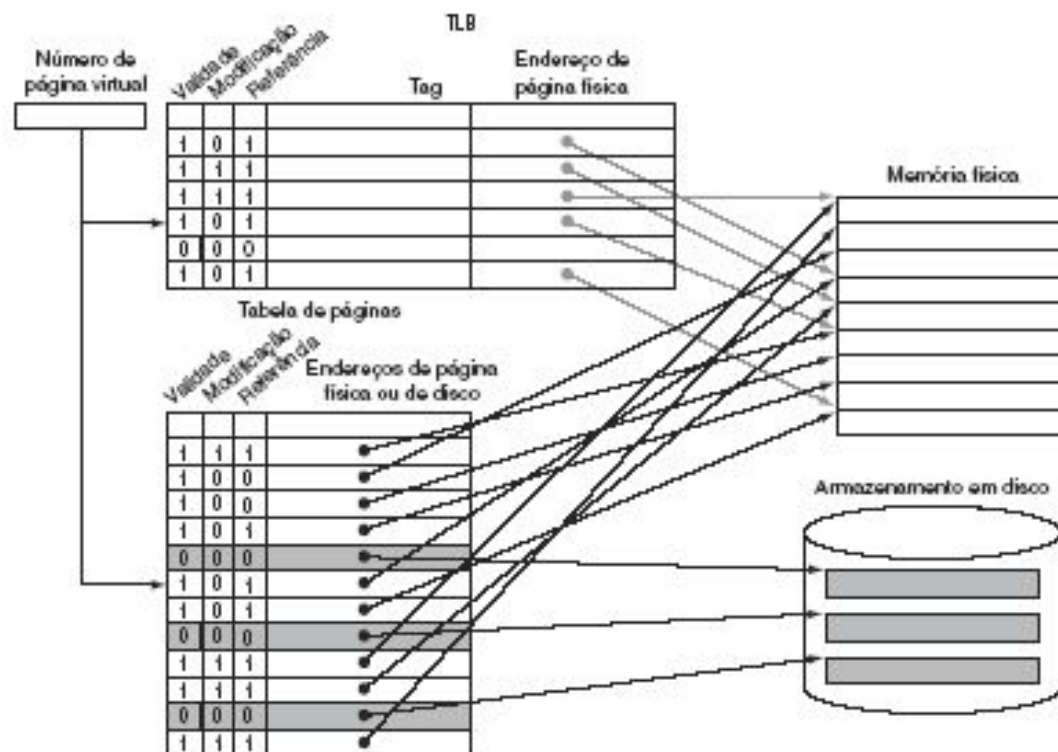 TLB
Número de
página virtual
Validade
Modificação
Referência
Tag
Endereço de
página física
1 0 1
1 1 1
1 1 1
1 0 1
0 0 0
1 0 1
Memória física
Tabela de páginas
Validade
Modificação
Referência
Endereços de página
física ou de disco
1 1 1
1 0 0
1 0 0
1 0 1
0 0 0
1 0 1
1 0 1
0 0 0
1 1 1
1 1 1
0 0 0
1 1 1
Armazenamento em disco